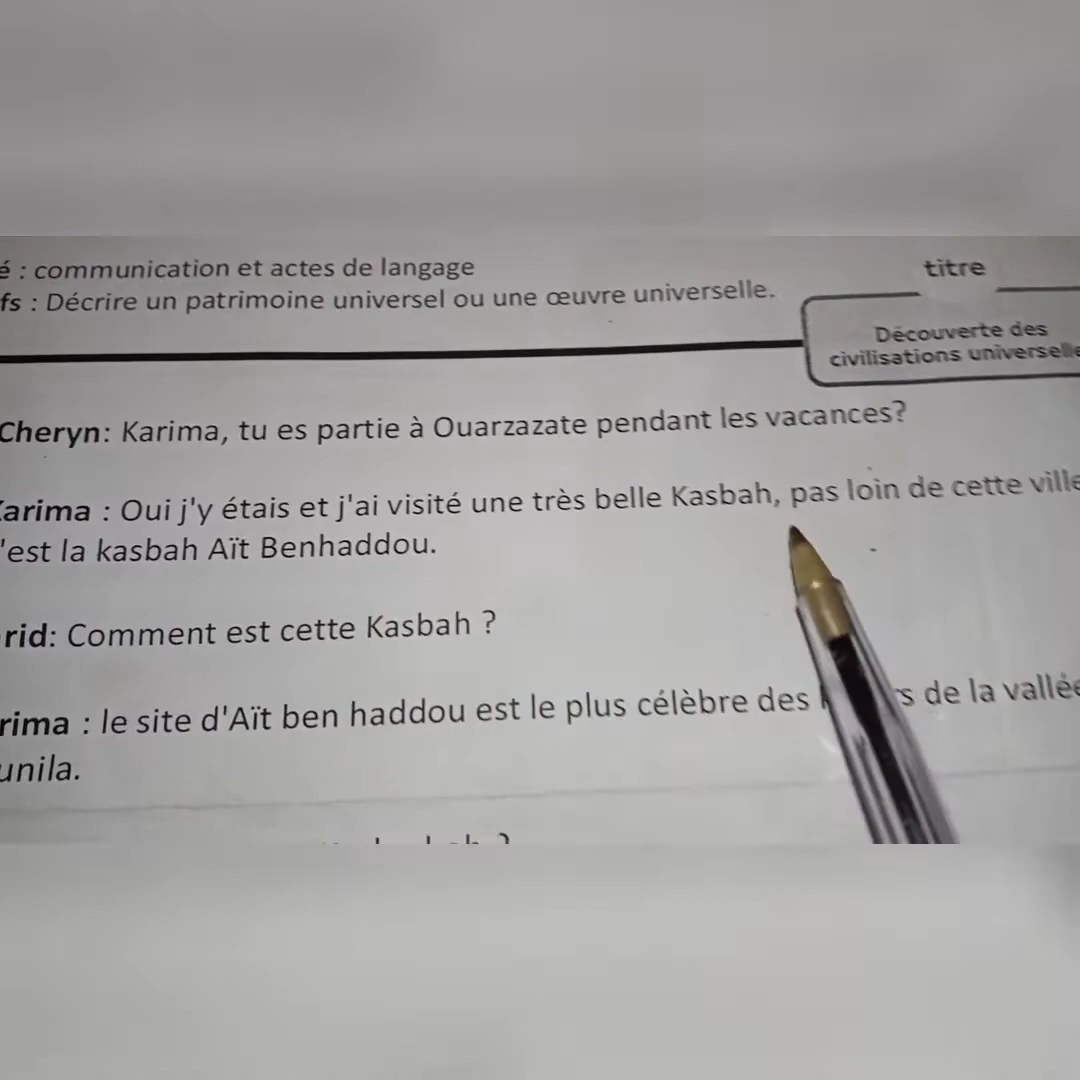 é : communication et actes de langage
fs : Décrire un patrimoine universel ou une œuvre universelle.
titre
Découverte des
civilisations universelle
Cheryn: Karima, tu es partie à Ouarzazate pendant les vacances?
Karima : Oui j'y étais et j'ai visité une très belle Kasbah, pas loin de cette ville
'est la kasbah Aït Benhaddou.
rid: Comment est cette Kasbah ?
rima : le site d'Aït ben haddou est le plus célèbre des de la vallée
unila.